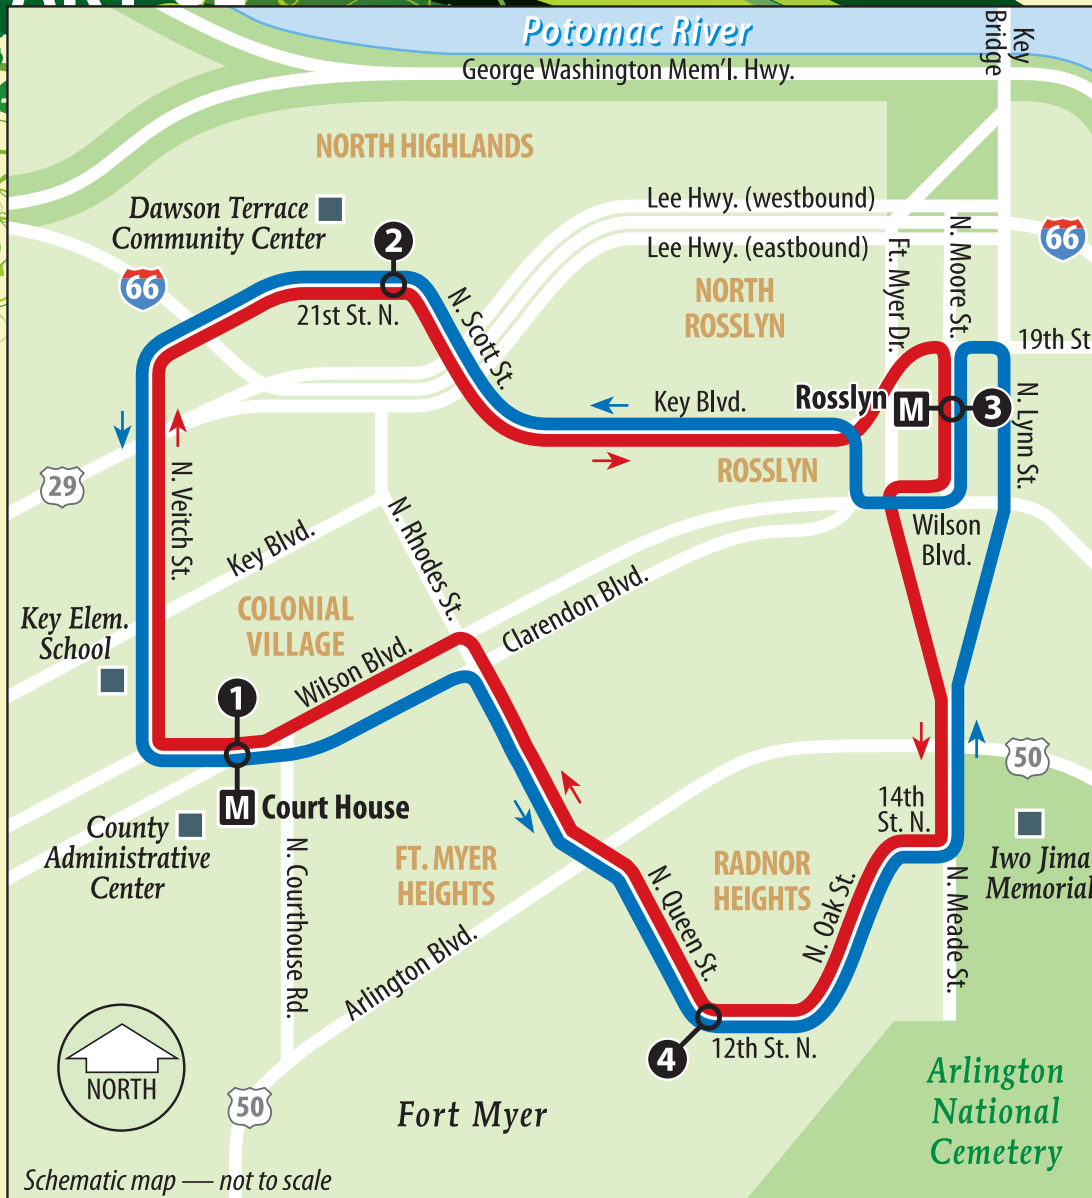 Potomac River
Key
Bridge
George Washington Mem'l. Hwy.
NORTH HIGHLANDS
Dawson Terrace
Community Center
Lee Hwy. (westbound)
Lee Hwy. (eastbound)
66
66
2
21st St. N.
N. Scott St.
NORTH
ROSSLYN
Ft. Myer Dr.
N. Moore St.
19th St
Rosslyn
M
3
Key Blvd.
N. Lynn St.
ROSSLYN
29
N. Veitch St.
Key Blvd.
N. Rhodes St.
Wilson
Blvd.
Clarendon Blvd.
COLONIAL
VILLAGE
Key Elem.
School
Wilson Blvd.
1
M
Court House
50
14th
St. N.
County
Administrative
Center
N. Courthouse Rd.
FT. MYER
HEIGHTS
RADNOR
HEIGHTS
Iwo Jima
Memorial
N. Queen St.
N. Oak St.
N. Meade St.
Arlington Blvd.
4
12th St. N.
NORTH
50
Fort Myer
Arlington
National
Cemetery
Schematic map — not to scale